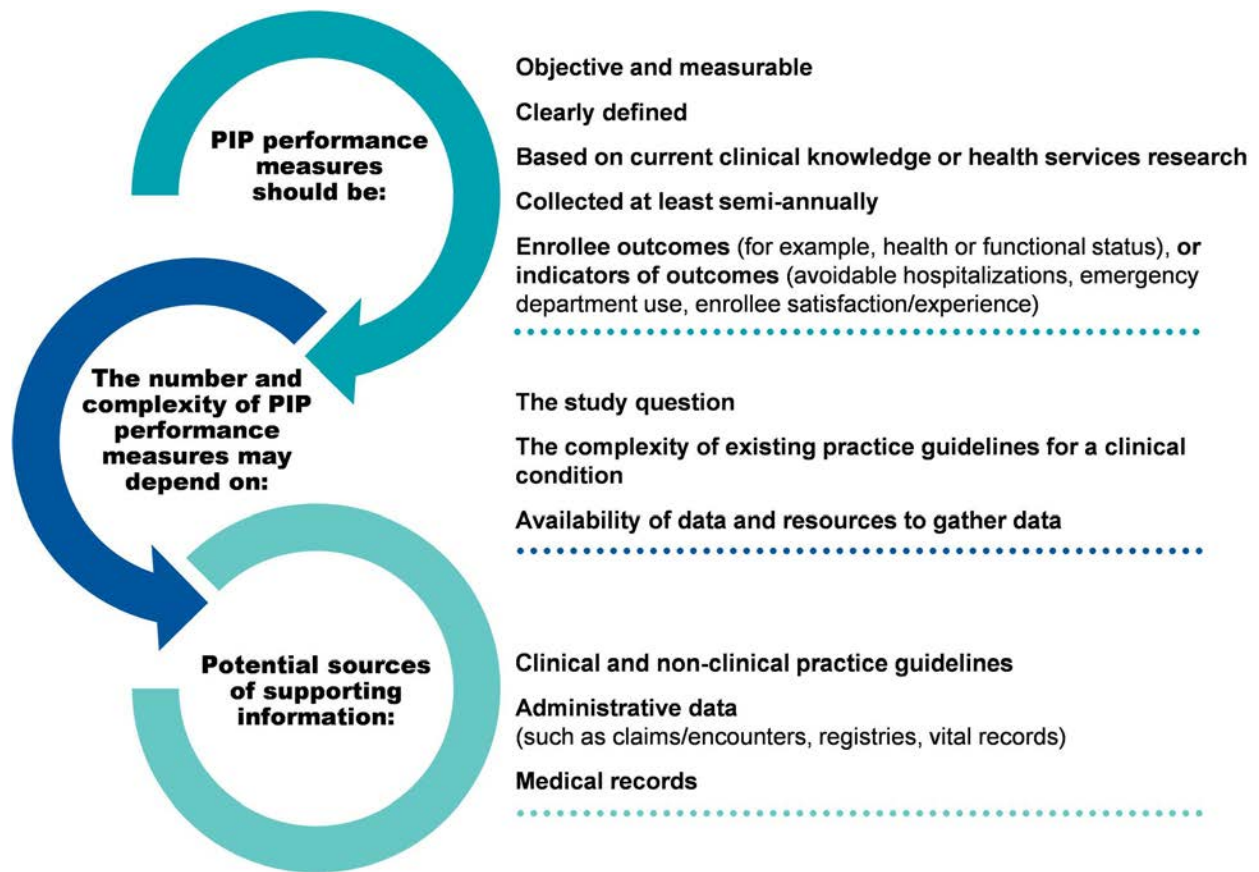 PIP performance
measures
should be:
Objective and measurable
Clearly defined
Based on current clinical knowledge or health services research
Collected at least semi-annually
Enrollee outcomes (for example, health or functional status), or
indicators of outcomes (avoidable hospitalizations, emergency
department use, enrollee satisfaction/experience)
The number and
complexity of PIP
performance
measures may
depend on:
The study question
The complexity of existing practice guidelines for a clinical
condition
Availability of data and resources to gather data
Potential sources
of supporting
information:
Clinical and non-clinical practice guidelines
Administrative data
(such as claims/encounters, registries, vital records)
Medical records